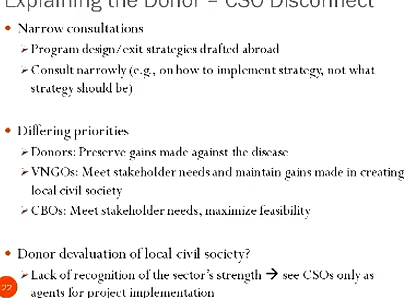 Explaining the Donor – CSO Disconnect
• Narrow consultations
➢ Program design/exit strategies drafted abroad
➢ Consult narrowly (e.g., on how to implement strategy, not what
strategy should be)
• Differing priorities
➢ Donors: Preserve gains made against the disease
➢ VNGOs: Meet stakeholder needs and maintain gains made in creating
local civil society
➢ CBOs: Meet stakeholder needs, maximize feasibility
• Donor devaluation of local civil society?
➢ Lack of recognition of the sector's strength → see CSOs only as
agents for project implementation
22